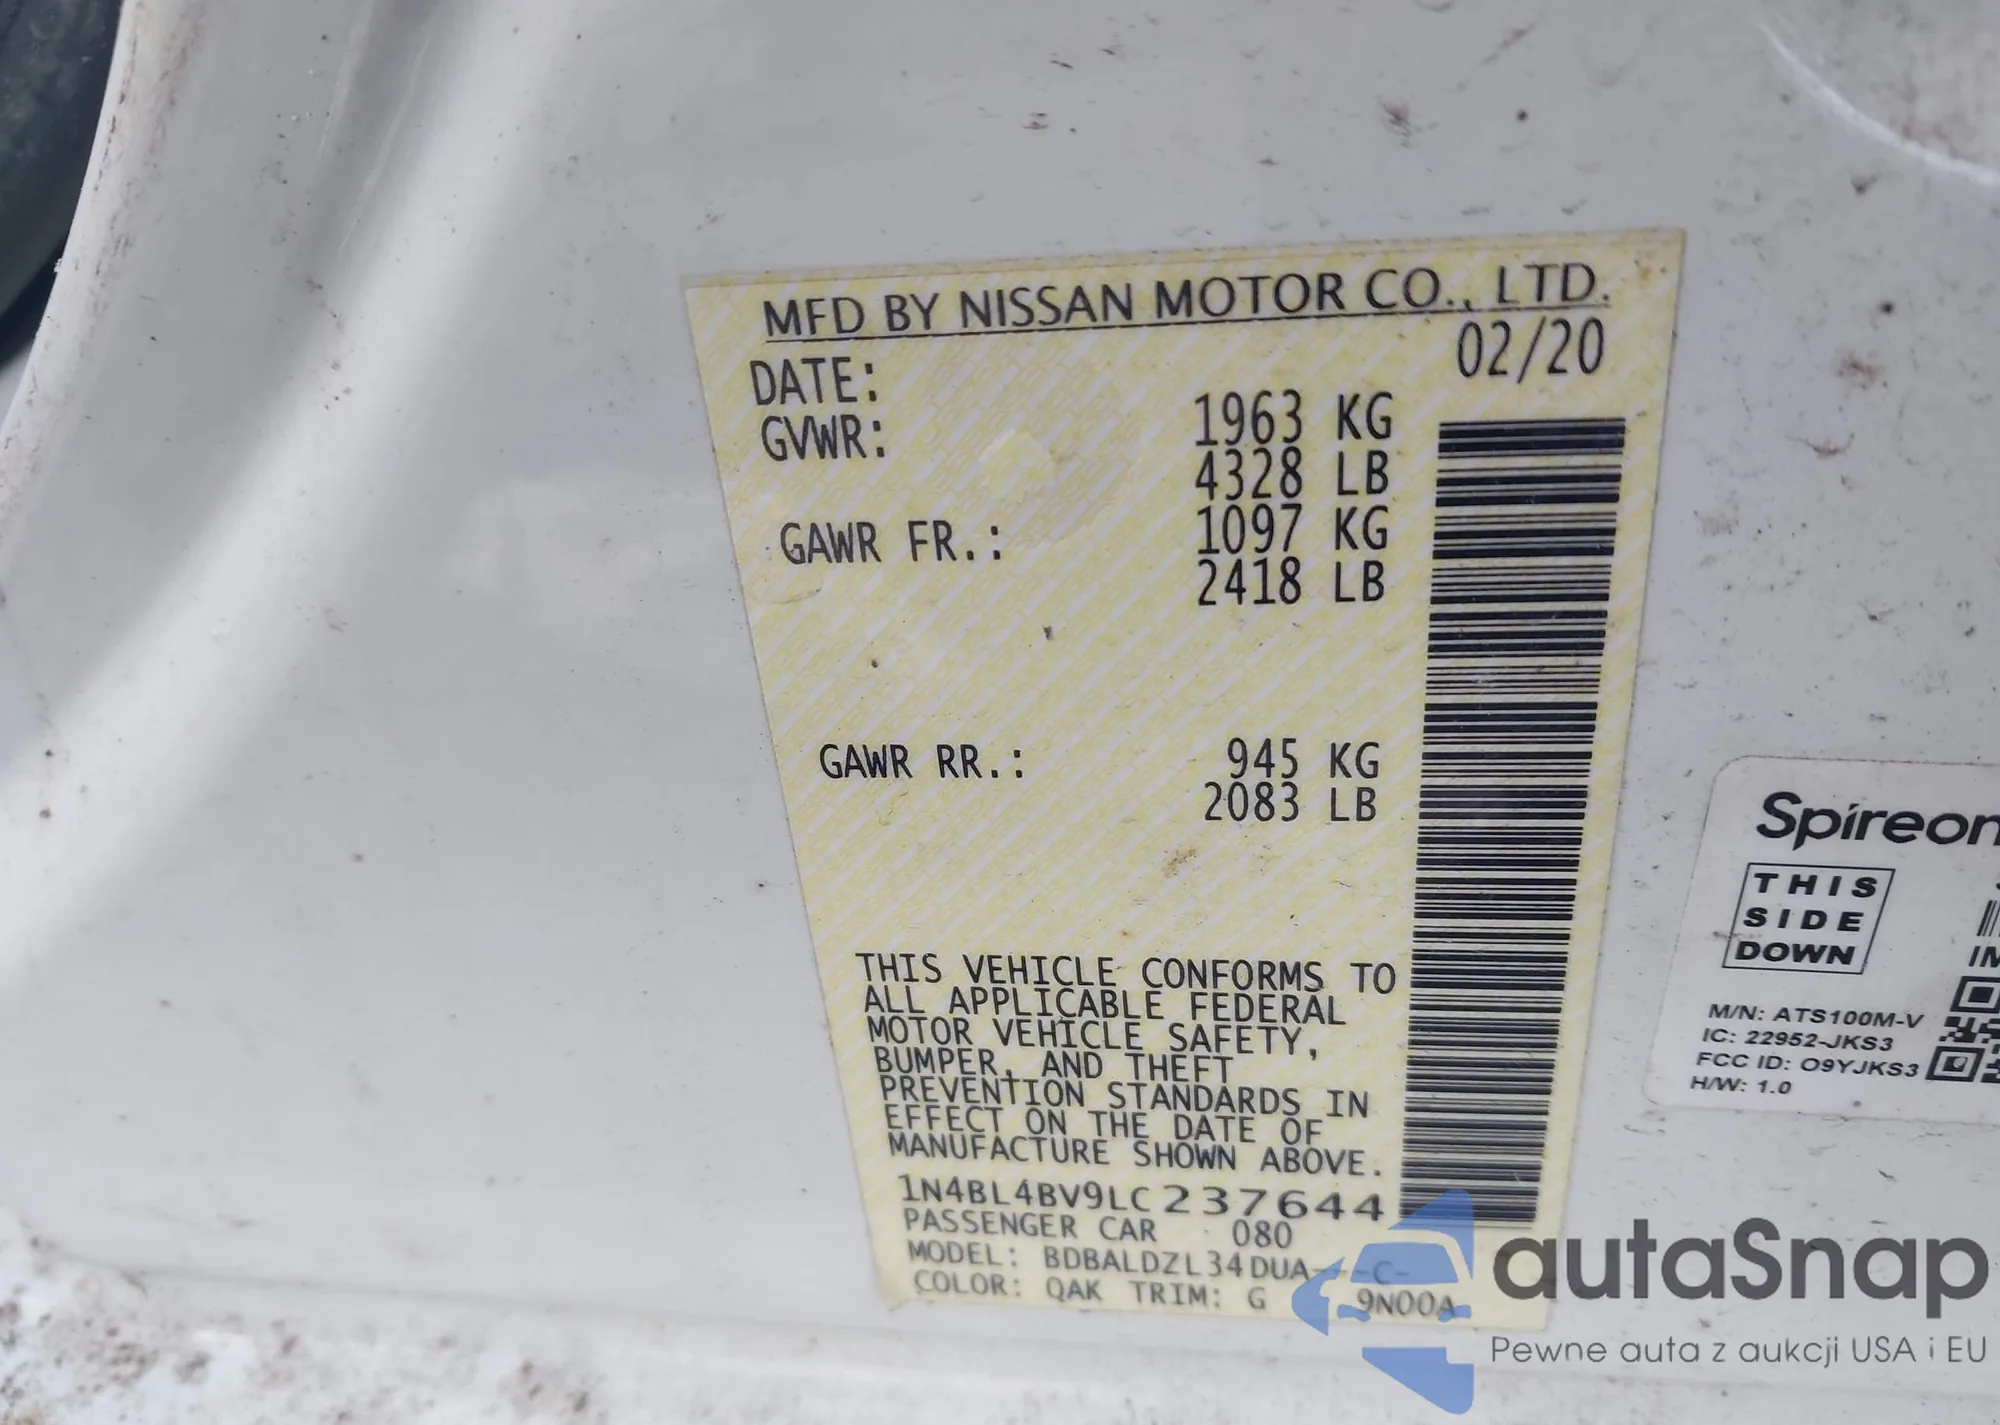 MFD BY NISSAN MOTOR CO., LTD.
DATE: 02/20
GVWR: 1963 KG
4328 LB
GAWR FR.: 1097 KG
2418 LB
GAWR RR.: 945 KG
2083 LB
THIS VEHICLE CONFORMS TO
ALL APPLICABLE FEDERAL
MOTOR VEHICLE SAFETY,
BUMPER, AND THEFT
PREVENTION STANDARDS IN
EFFECT ON THE DATE OF
MANUFACTURE SHOWN ABOVE.
1N4BL4BV9LC237644
PASSENGER CAR 080
MODEL: BDBALDZL34DUA---C-
COLOR: QAK TRIM: G 9N00A
Spireon
THIS
SIDE
DOWN
IM
M/N: ATS100M-V
IC: 22952-JKS3
FCC ID: O9YJKS3
H/W: 1.0
autaSnap
Pewne auta z aukcji USA i EU